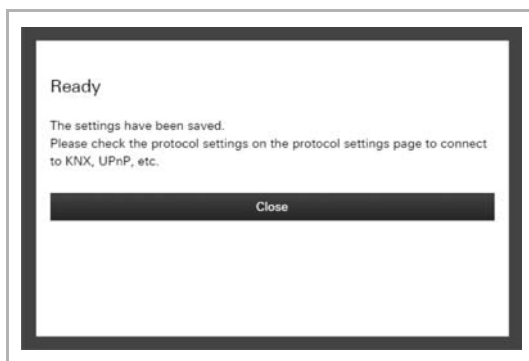 Ready
The settings have been saved.
Please check the protocol settings on the protocol settings page to connect
to KNX, UPnP, etc.
Close